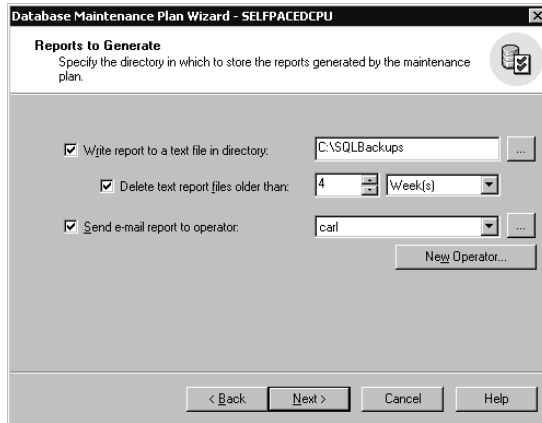 Database Maintenance Plan Wizard - SELFPACEDCPU
Reports to Generate
Specify the directory in which to store the reports generated by the maintenance
plan.
Write report to a text file in directory: C:\SQLBackups ...
Delete text report files older than: 4 Week(s)
Send e-mail report to operator: carl ...
New Operator...
< Back Next > Cancel Help